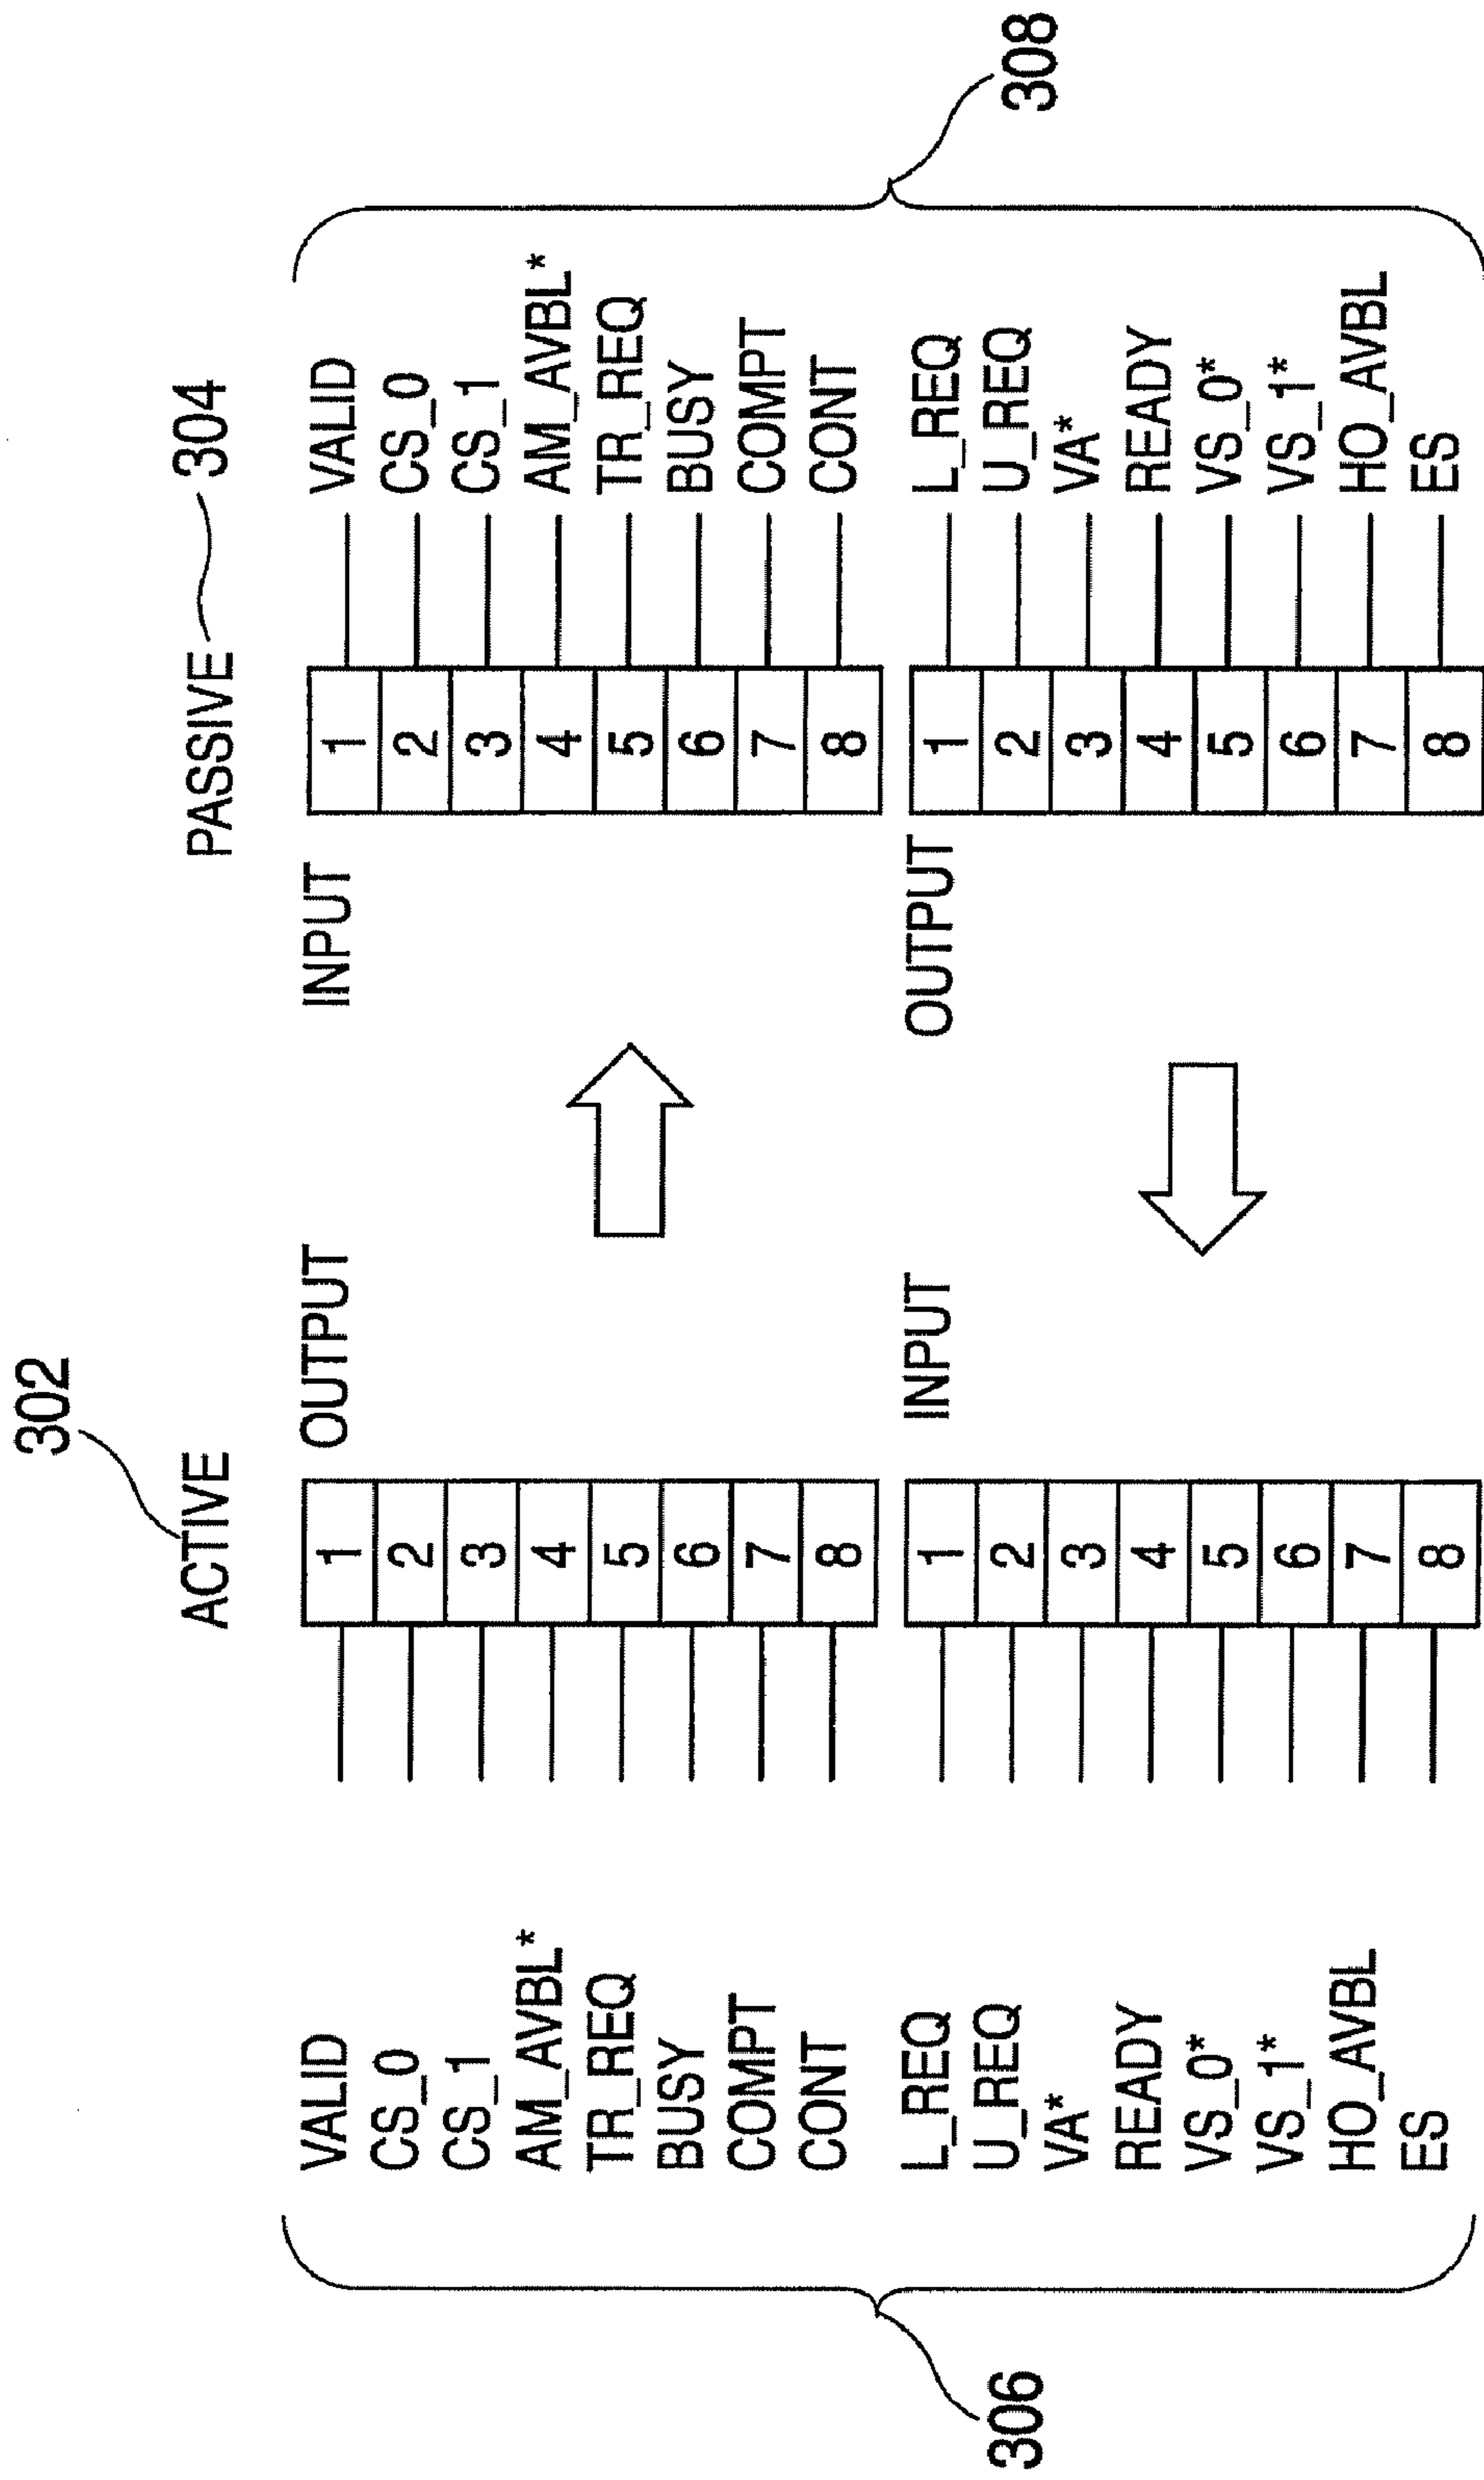 302
ACTIVE
PASSIVE 304
OUTPUT
INPUT
VALID 1 1 VALID
CS_0 2 2 CS_0
CS_1 3 3 CS_1
AM_AVBL* 4 4 AM_AVBL*
TR_REQ 5 5 TR_REQ
BUSY 6 6 BUSY
COMPT 7 7 COMPT
CONT 8 8 CONT
INPUT
OUTPUT
L_REQ 1 1 L_REQ
U_REQ 2 2 U_REQ
VA* 3 3 VA*
READY 4 4 READY
VS_0* 5 5 VS_0*
VS_1* 6 6 VS_1*
HO_AVBL 7 7 HO_AVBL
ES 8 8 ES
306
308